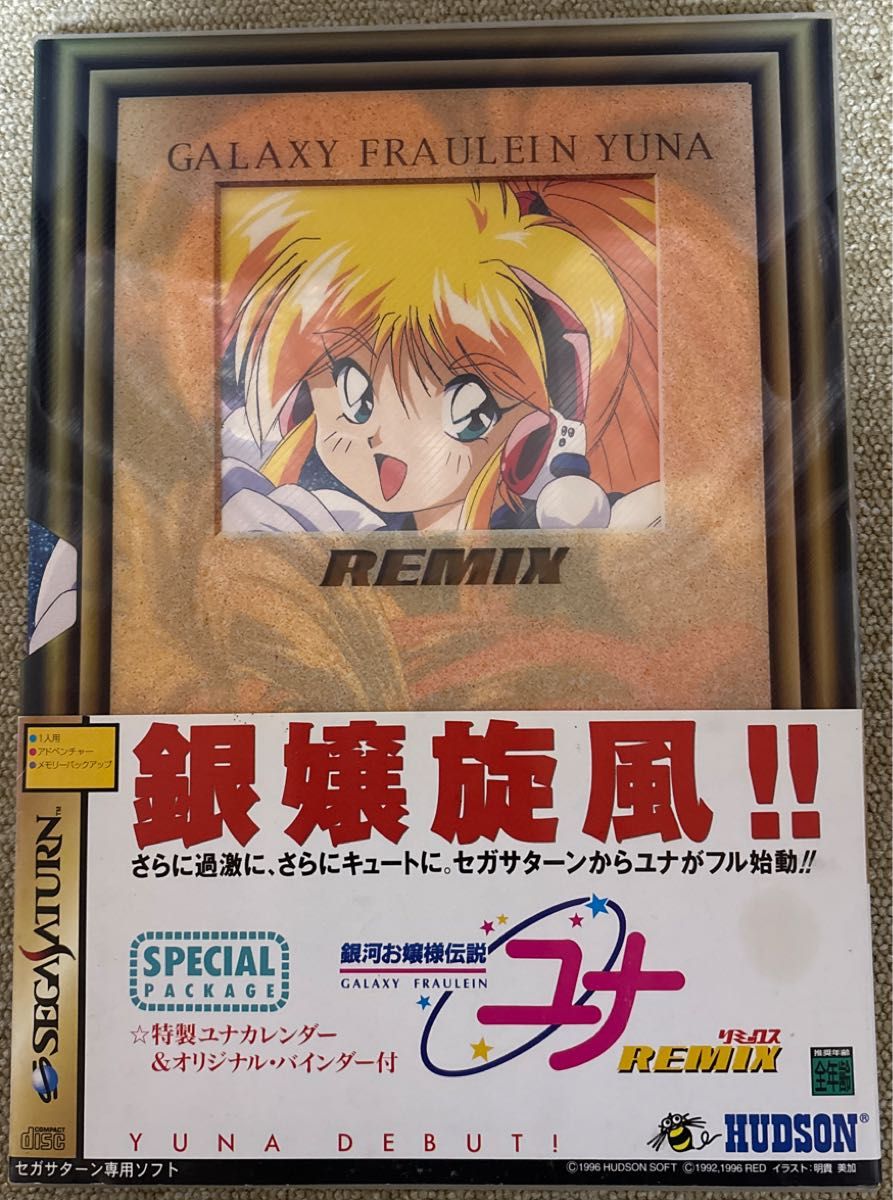 GALAXY FRAULEIN YUNA
REMIX
1人用
アドベンチャー
メモリーバックアップ
銀嬢旋風!!
さらに過激に、さらにキュートに。セガサターンからユナがフル始動!!
SEGA SATURN™
SPECIAL
PACKAGE
☆特製ユナカレンダー
&オリジナル・バインダー付
銀河お嬢様伝説
GALAXY FRAULEIN
ユナ
リミックス
REMIX
推奨年齢
全年齢
COMPACT
disc
YUNA DEBUT!
HUDSON®
セガサターン専用ソフト
©1996 HUDSON SOFT ©1992,1996 RED イラスト:明貴 美加